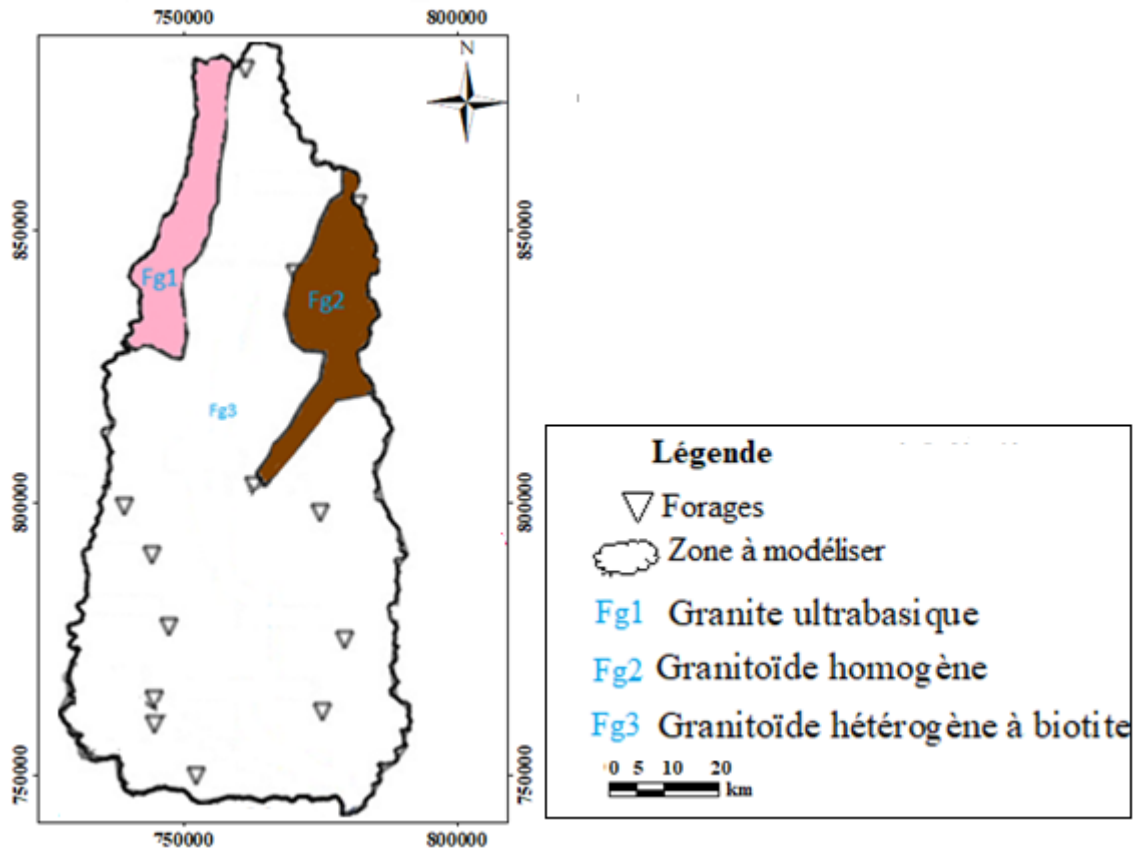 750000 800000
N
850000 850000
Fg1
Fg2
Fg3
800000 800000
750000 750000
750000 800000
Légende
Forages
Zone à modéliser
Fg1 Granite ultrabasique
Fg2 Granitoïde homogène
Fg3 Granitoïde hétérogène à biotite
0 5 10 20
km